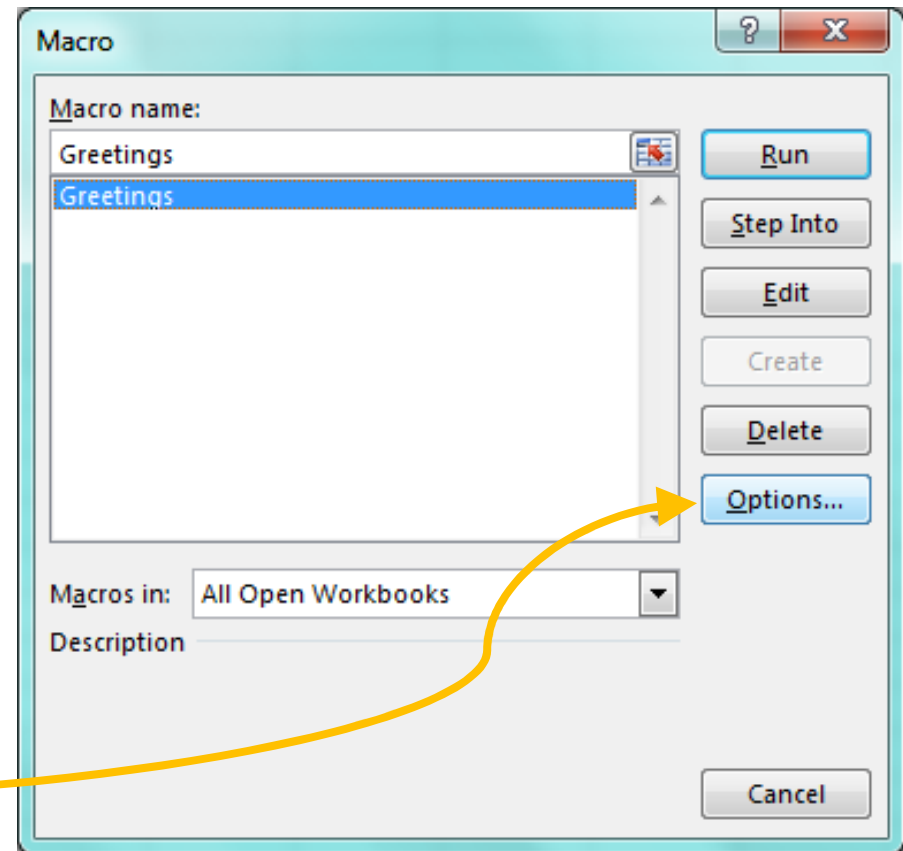 Macro
Macro name:
Greetings
Greetings
Run
Step Into
Edit
Create
Delete
Options...
Macros in: All Open Workbooks
Description
Cancel